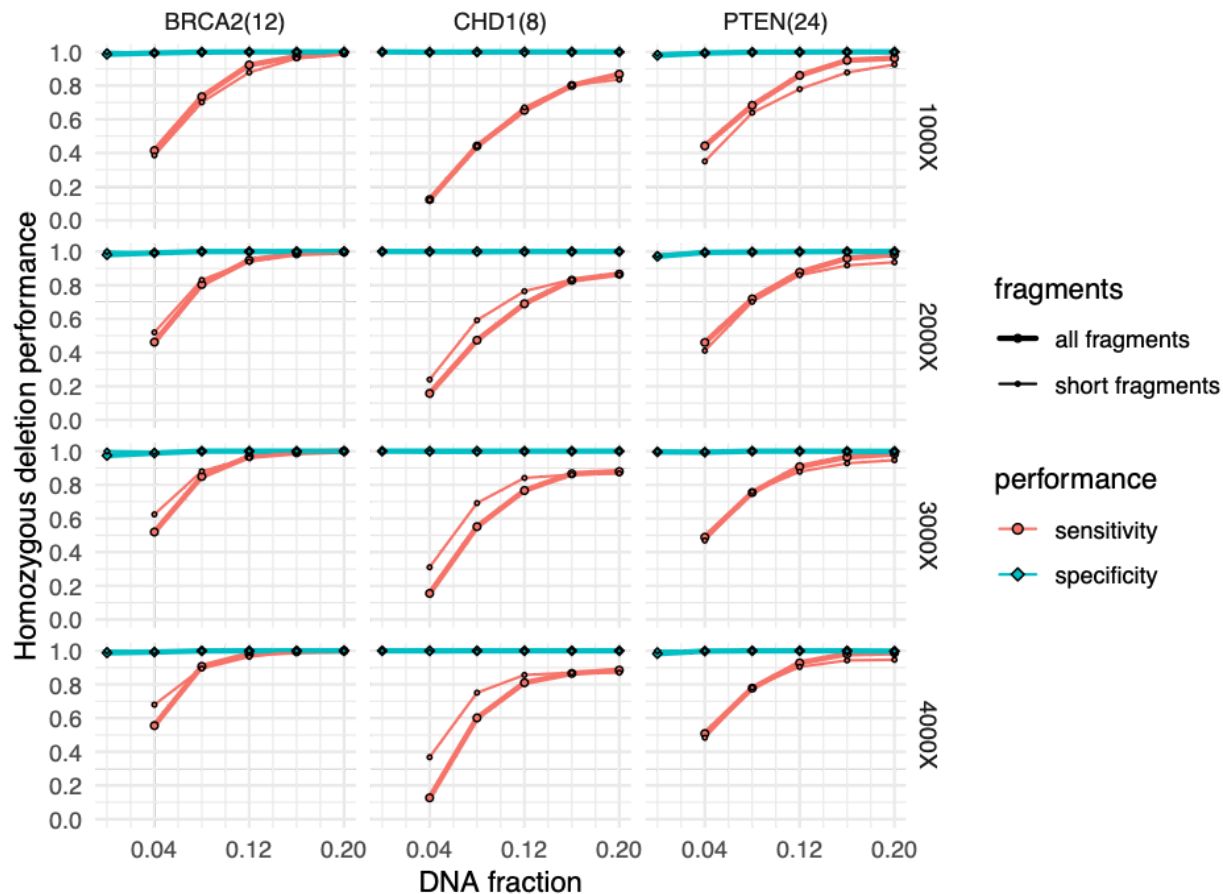 BRCA2(12) CHD1(8) PTEN(24)
Homozygous deletion performance
1.0
0.8
0.6
0.4
0.2
0.0
1000X
1.0
0.8
0.6
0.4
0.2
0.0
2000X
1.0
0.8
0.6
0.4
0.2
0.0
3000X
1.0
0.8
0.6
0.4
0.2
0.0
4000X
0.04 0.12 0.20 0.04 0.12 0.20 0.04 0.12 0.20
DNA fraction
fragments
all fragments
short fragments
performance
sensitivity
specificity